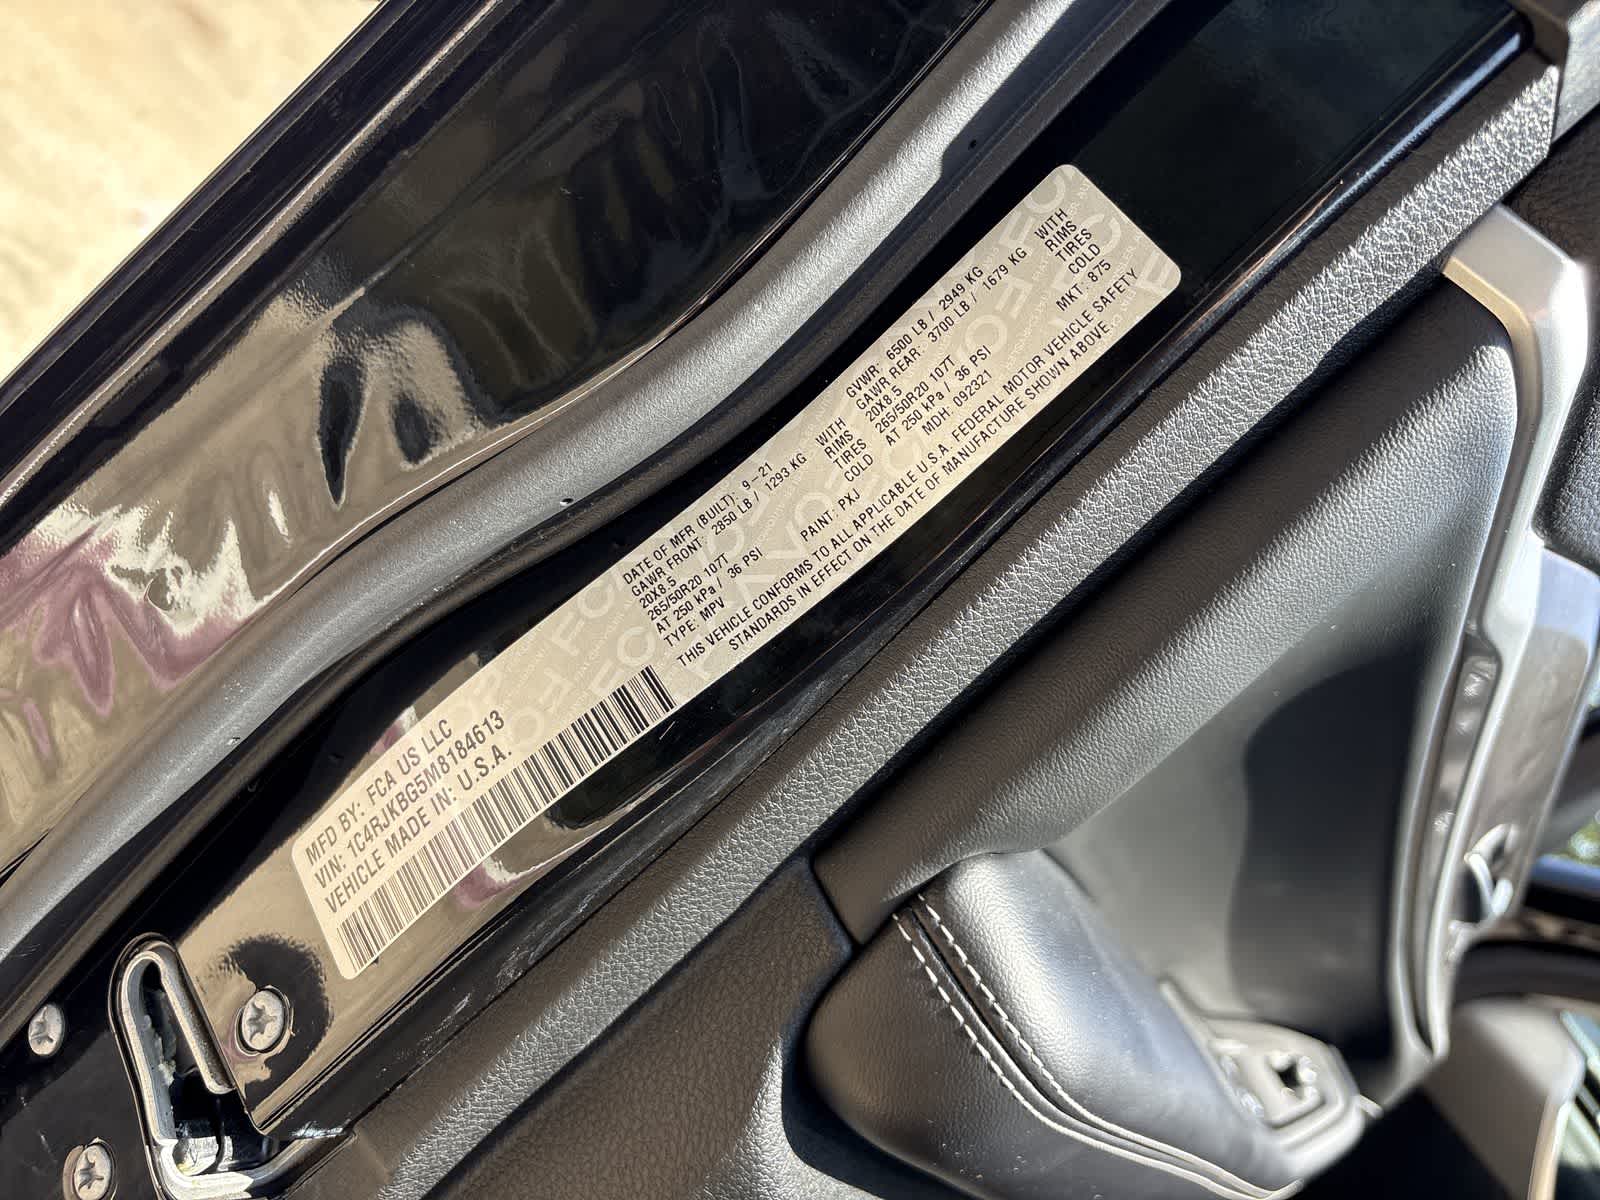 MFD BY: FCA US LLC
VIN: 1C4RJKBG5M8184613
VEHICLE MADE IN: U.S.A.
DATE OF MFR (BUILT): 9-21 GVWR: 6500 LB / 2949 KG
GAWR FRONT: 2850 LB / 1293 KG WITH GAWR REAR: 3700 LB / 1679 KG WITH
20X8.5 RIMS 20X8.5 RIMS
265/50R20 107T TIRES 265/50R20 107T TIRES
AT 250 kPa / 36 PSI COLD AT 250 kPa / 36 PSI COLD
TYPE: MPV PAINT: PXJ MDH: 092321 MKT: 875
THIS VEHICLE CONFORMS TO ALL APPLICABLE U.S.A. FEDERAL MOTOR VEHICLE SAFETY
STANDARDS IN EFFECT ON THE DATE OF MANUFACTURE SHOWN ABOVE.